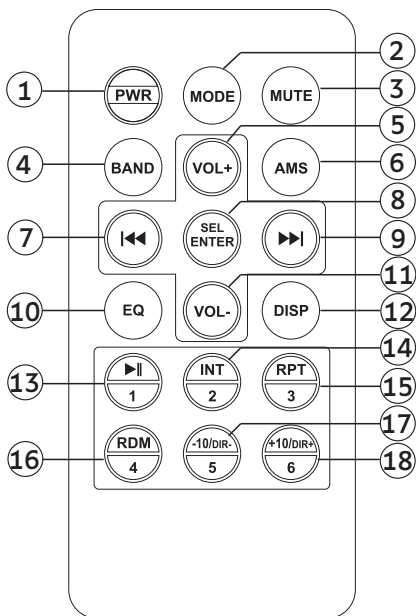 1 PWR MODE 2 MUTE 3
4 BAND VOL+ 5 AMS 6
7 SEL 8
ENTER 9
10 EQ VOL- 11 DISP 12
13 INT 14 RPT 15
1 2 3
16 RDM -10/DIR- 17 +10/DIR+ 18
4 5 6